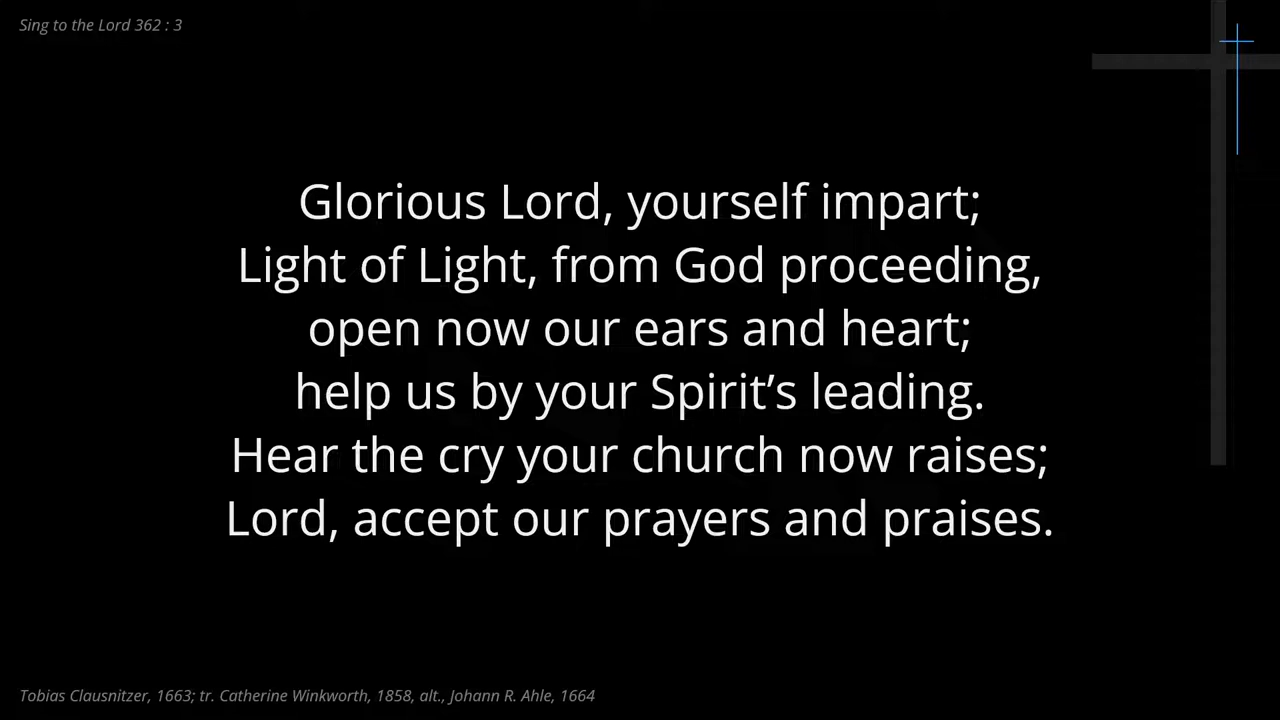 Sing to the Lord 362 : 3
Glorious Lord, yourself impart;
Light of Light, from God proceeding,
open now our ears and heart;
help us by your Spirit’s leading.
Hear the cry your church now raises;
Lord, accept our prayers and praises.
Tobias Clausnitzer, 1663; tr. Catherine Winkworth, 1858, alt., Johann R. Ahle, 1664